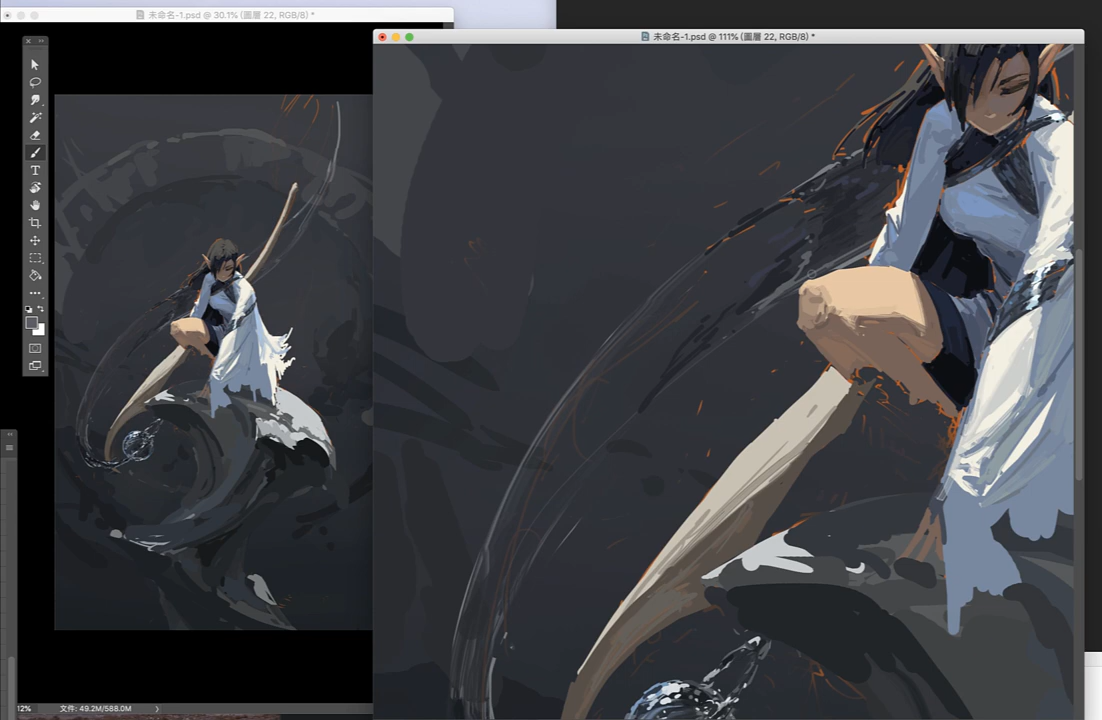 未命名-1.psd @ 30.1% (圖層 22, RGB/8) *
未命名-1.psd @ 111% (圖層 22, RGB/8) *
12%
文件: 49.2M/588.0M